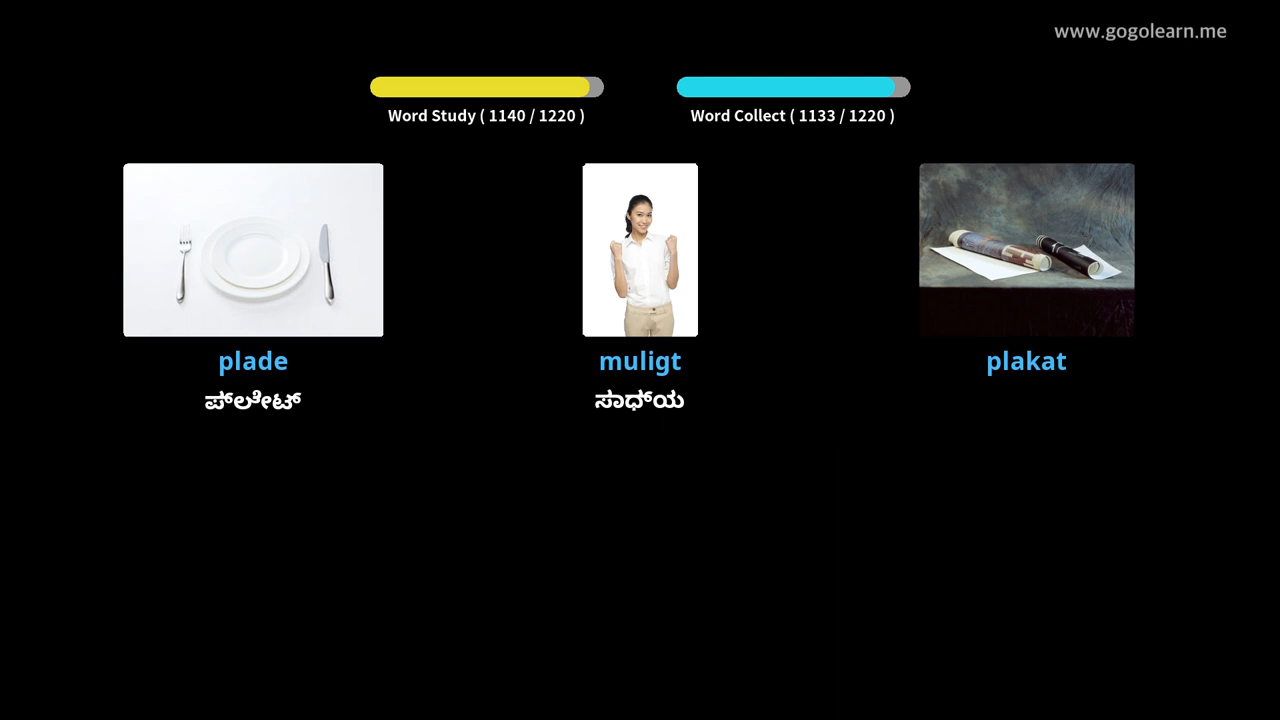 www.gogolearn.me
Word Study ( 1140 / 1220 )
Word Collect ( 1133 / 1220 )
plade
muligt
plakat
ಪ್‌ಲೇಟ್
ಸಾಧ್‌ಯ